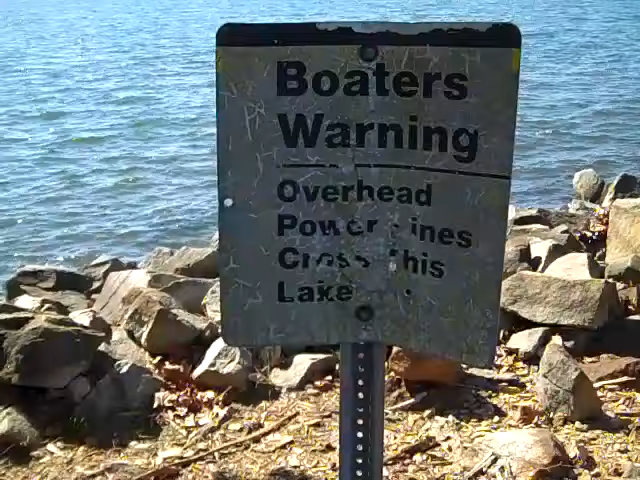 Boaters
Warning
Overhead
Power Lines
Cross This
Lake